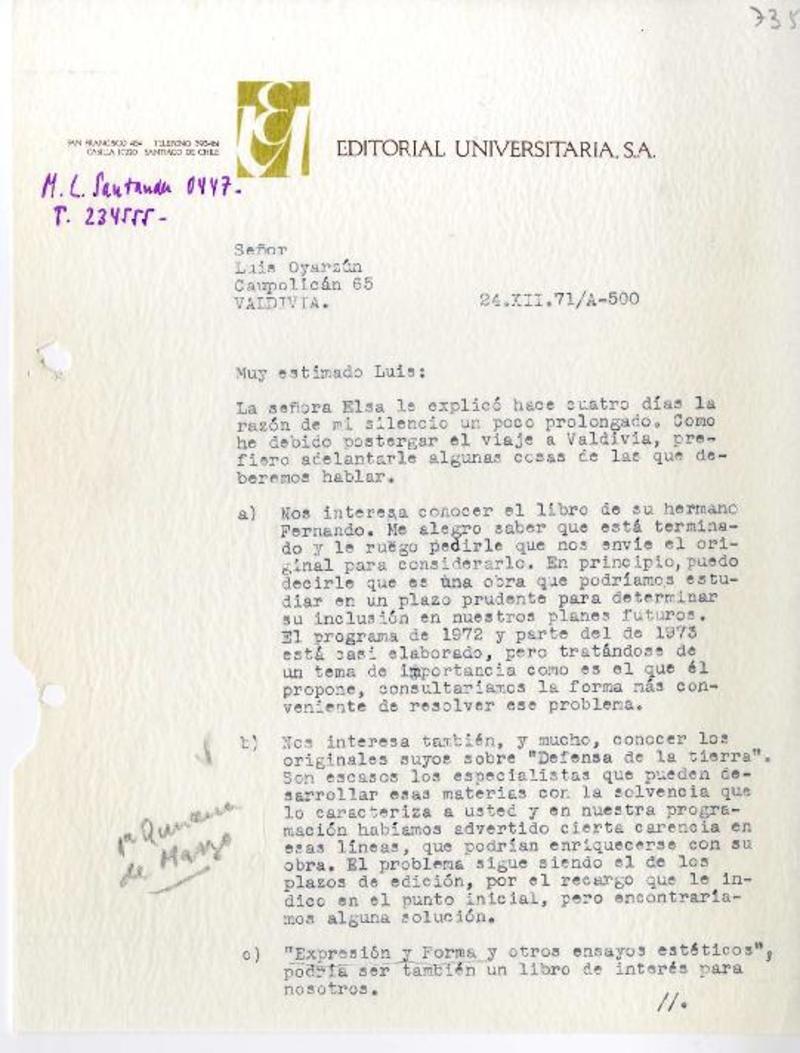 735
SAN FRANCISCO 454 TELEFONO 393461
CASILLA 10220 SANTIAGO DE CHILE
EDITORIAL UNIVERSITARIA, S.A.
M. L. Santander 0447-
T. 234555-
Señor
Luis Oyarzún
Caupolicán 65
VALDIVIA.
24.XII.71/A-500
Muy estimado Luis:
La señora Elsa le explicó hace cuatro días la
razón de mi silencio un poco prolongado. Como
he debido postergar el viaje a Valdivia, pre-
fiero adelantarle algunas cosas de las que de-
beremos hablar.
a) Nos interesa conocer el libro de su hermano
Fernando. Me alegro saber que está termina-
do y le ruego pedirle que nos envíe el ori-
ginal para considerarlo. En principio, puedo
decirle que es una obra que podríamos estu-
diar en un plazo prudente para determinar
su inclusión en nuestros planes futuros.
El programa de 1972 y parte del de 1973
está casi elaborado, pero tratándose de
un tema de importancia como es el que él
propone, consultaríamos la forma más con-
veniente de resolver ese problema.
b) Nos interesa también, y mucho, conocer los
originales suyos sobre "Defensa de la tierra".
Son escasos los especialistas que pueden de-
sarrollar esas materias con la solvencia que
lo caracteriza a usted y en nuestra progra-
mación habíamos advertido cierta carencia en
esas líneas, que podrían enriquecerse con su
obra. El problema sigue siendo el de los
plazos de edición, por el recargo que le in-
dico en el punto inicial, pero encontraría-
mos alguna solución.
1a Quincena
de Marzo
c) "Expresión y Forma y otros ensayos estéticos",
podría ser también un libro de interés para
nosotros.
//.